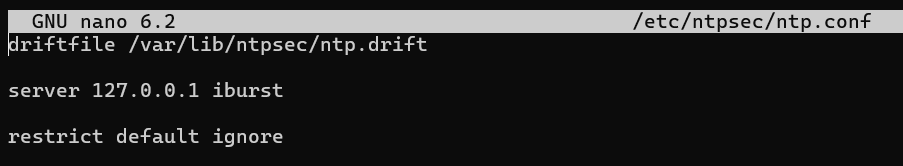 GNU nano 6.2 /etc/ntpsec/ntp.conf
driftfile /var/lib/ntpsec/ntp.drift
server 127.0.0.1 iburst
restrict default ignore